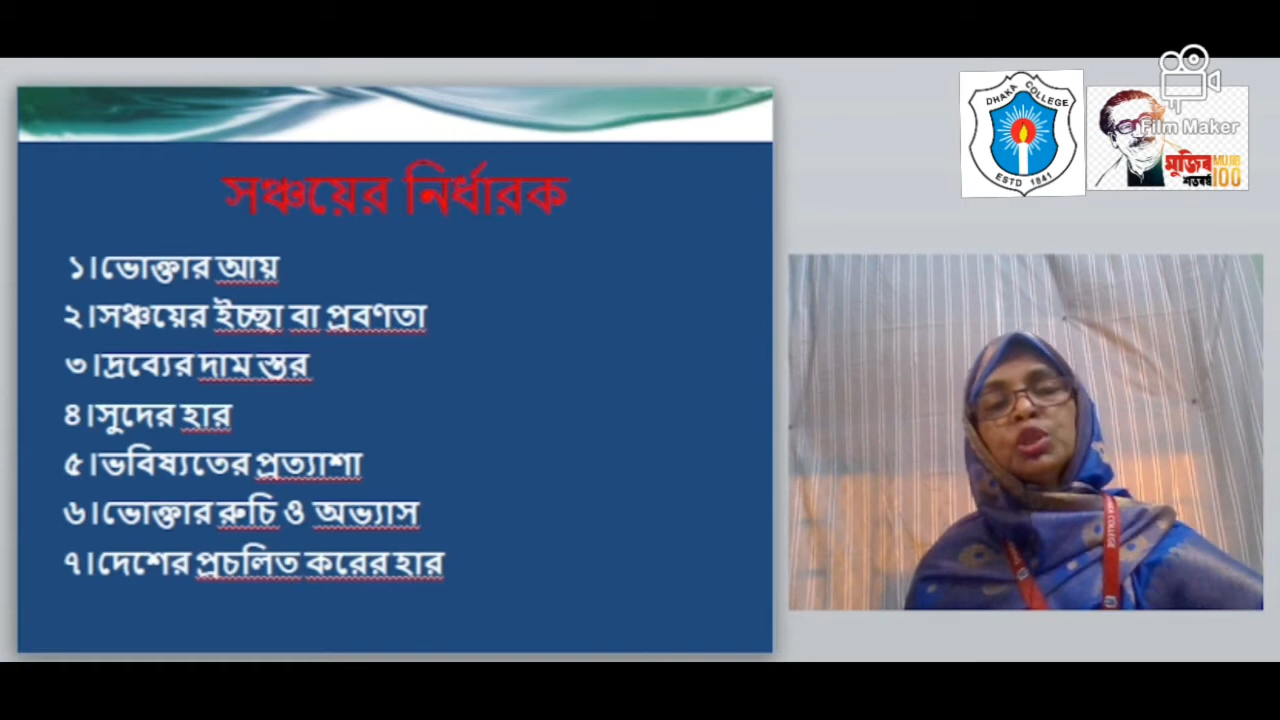 সঞ্চয়ের নির্ধারক
১।ভোক্তার আয়
২।সঞ্চয়ের ইচ্ছা বা প্রবণতা
৩।দ্রব্যের দাম স্তর
৪।সুদের হার
৫।ভবিষ্যতের প্রত্যাশা
৬।ভোক্তার রুচি ও অভ্যাস
৭।দেশের প্রচলিত করের হার
DHAKA COLLEGE
ESTD 1841
Film Maker
মুজিব
শতবর্ষ
MUJIB
100
COLLEGE